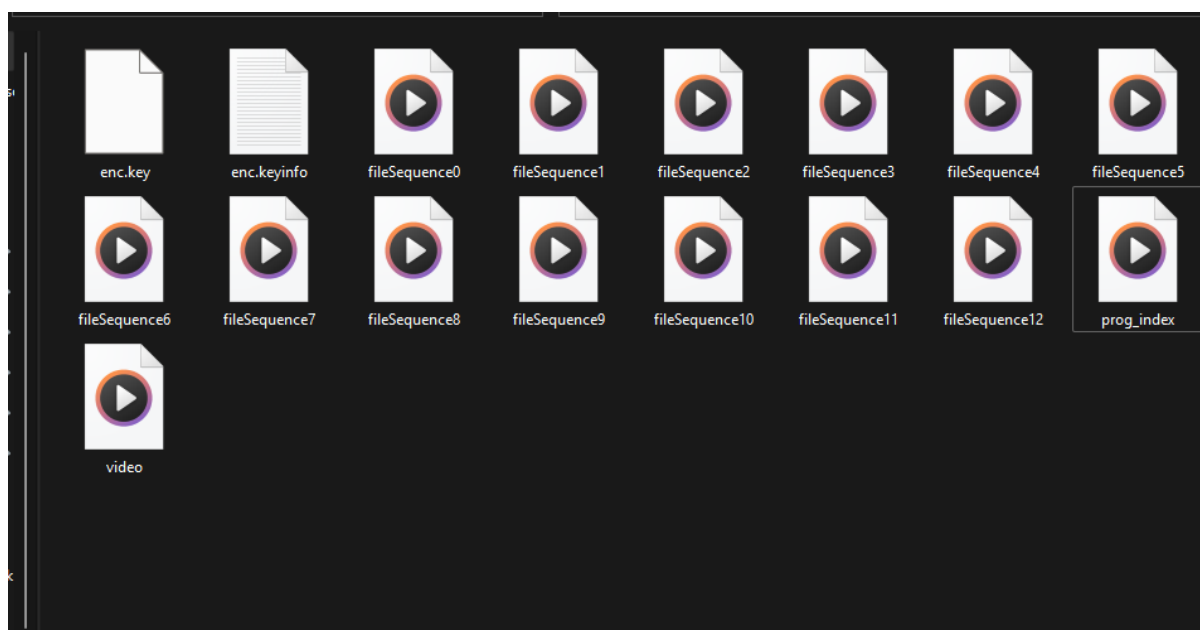 enc.key
enc.keyinfo
fileSequence0
fileSequence1
fileSequence2
fileSequence3
fileSequence4
fileSequence5
fileSequence6
fileSequence7
fileSequence8
fileSequence9
fileSequence10
fileSequence11
fileSequence12
prog_index
video